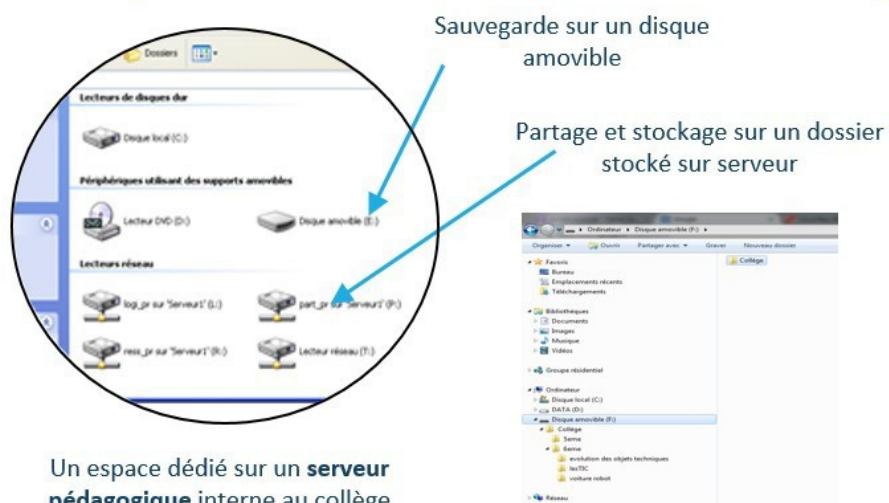 Sauvegarde sur un disque
amovible
Partage et stockage sur un dossier
stocké sur serveur
Dossiers
Lecteurs de disques dur
Disque local (C:)
Périphériques utilisant des supports amovibles
Lecteur DVD (D:)
Disque amovible (E:)
Lecteurs réseau
logi_pr sur 'Serveur1' (L:)
part_pr sur 'Serveur1' (P:)
ress_pr sur 'Serveur1' (R:)
Lecteur réseau (T:)
Ordinateur
Disque amovible (F:)
Organiser
Ouvrir
Partager avec
Graver
Nouveau dossier
Favoris
Bureau
Emplacements récents
Téléchargements
Bibliothèques
Documents
Images
Musique
Vidéos
Groupe résidentiel
Ordinateur
Disque local (C:)
DATA (D:)
Disque amovible (F:)
Collège
5eme
6eme
evolution des objets techniques
lesTIC
voiture robot
Réseau
Collège
Un espace dédié sur un serveur
pédagogique interne au collège